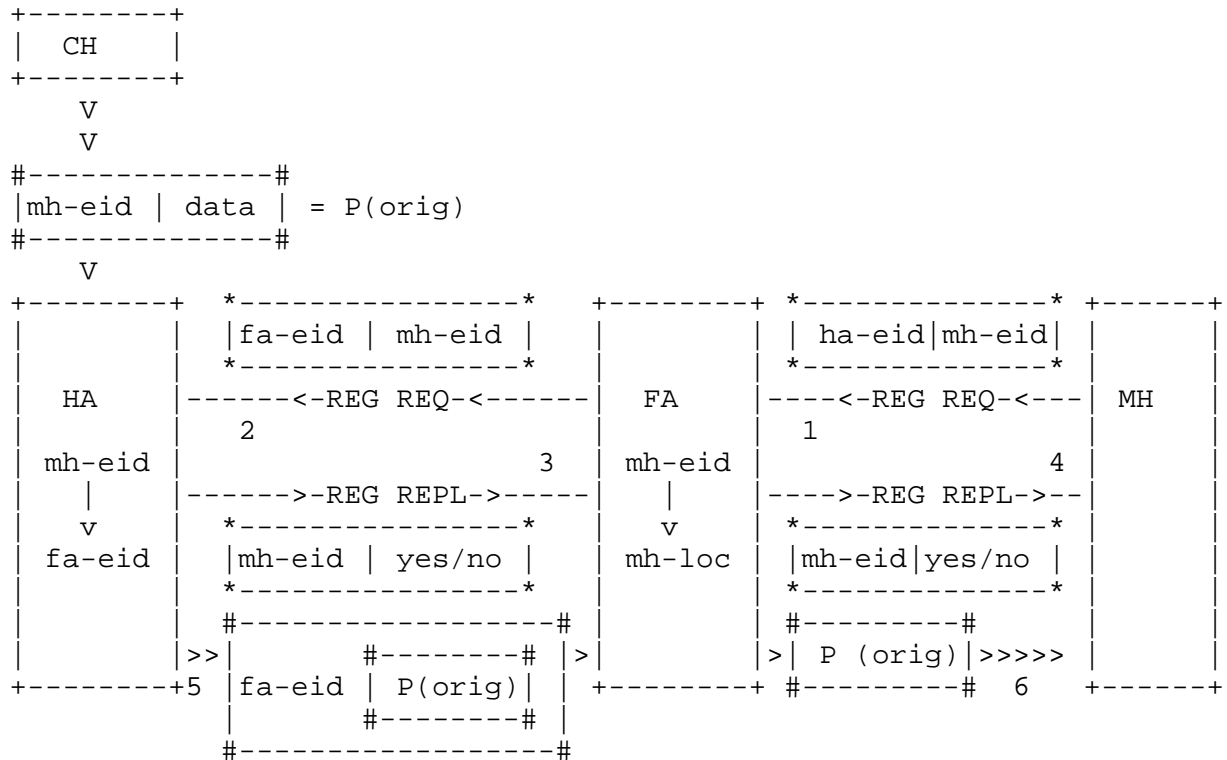 +--------+
|   CH   |
+--------+
    V
    V
#--------------#
|mh-eid | data | = P(orig)
#--------------#
    V
+--------+  *----------------*   +--------+ *--------------* +------+
|        |  |fa-eid | mh-eid |   |        | | ha-eid|mh-eid| |      |
|        |  *----------------*   |        | *--------------* |      |
|  HA    |------<-REG REQ-<------|  FA    |----<-REG REQ-<---| MH   |
|        |   2                   |        |  1               |      |
| mh-eid |                   3   | mh-eid |              4   |      |
|   |    |------>-REG REPL->-----|   |    |---->-REG REPL->--|      |
|   v    |  *----------------*   |   v    | *--------------* |      |
| fa-eid |  |mh-eid | yes/no |   | mh-loc | |mh-eid|yes/no | |      |
|        |  *----------------*   |        | *--------------* |      |
|        |  #------------------# |        | #---------#      |      |
|        |>>|       #--------# |>|        |>| P (orig)|>>>>> |      |
+--------+5 |fa-eid | P(orig)| | +--------+ #---------#  6   +------+
            |       #--------# |
            #------------------#